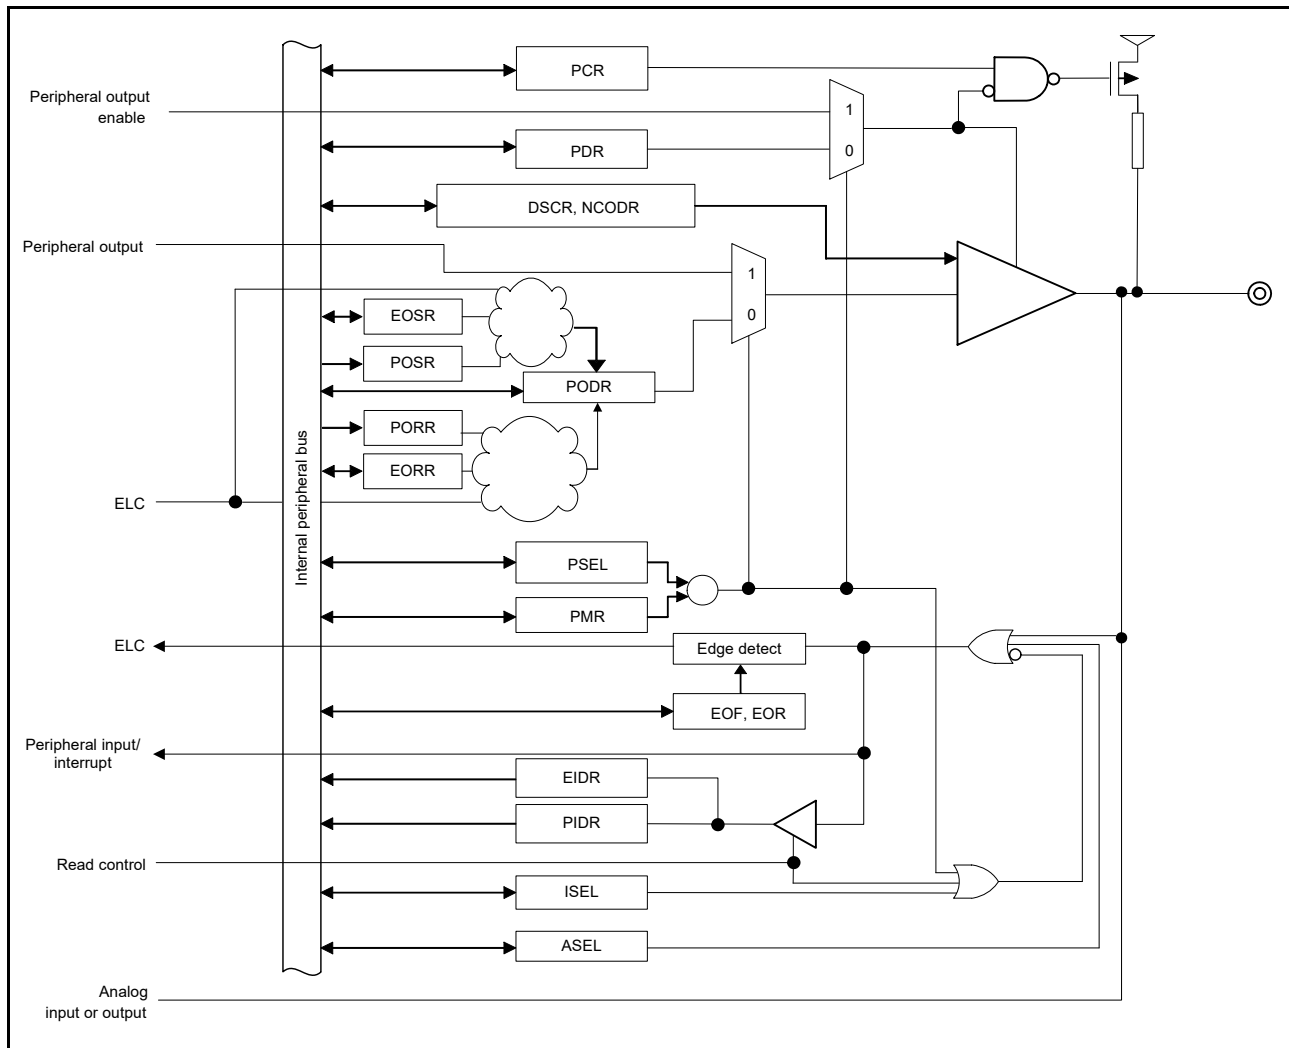 PCR
Peripheral output
enable
1
0
PDR
DSCR, NCODR
Peripheral output
1
0
EOSR
POSR
PODR
PORR
EORR
Internal peripheral bus
ELC
PSEL
PMR
ELC
Edge detect
EOF, EOR
Peripheral input/
interrupt
EIDR
PIDR
Read control
ISEL
ASEL
Analog
input or output